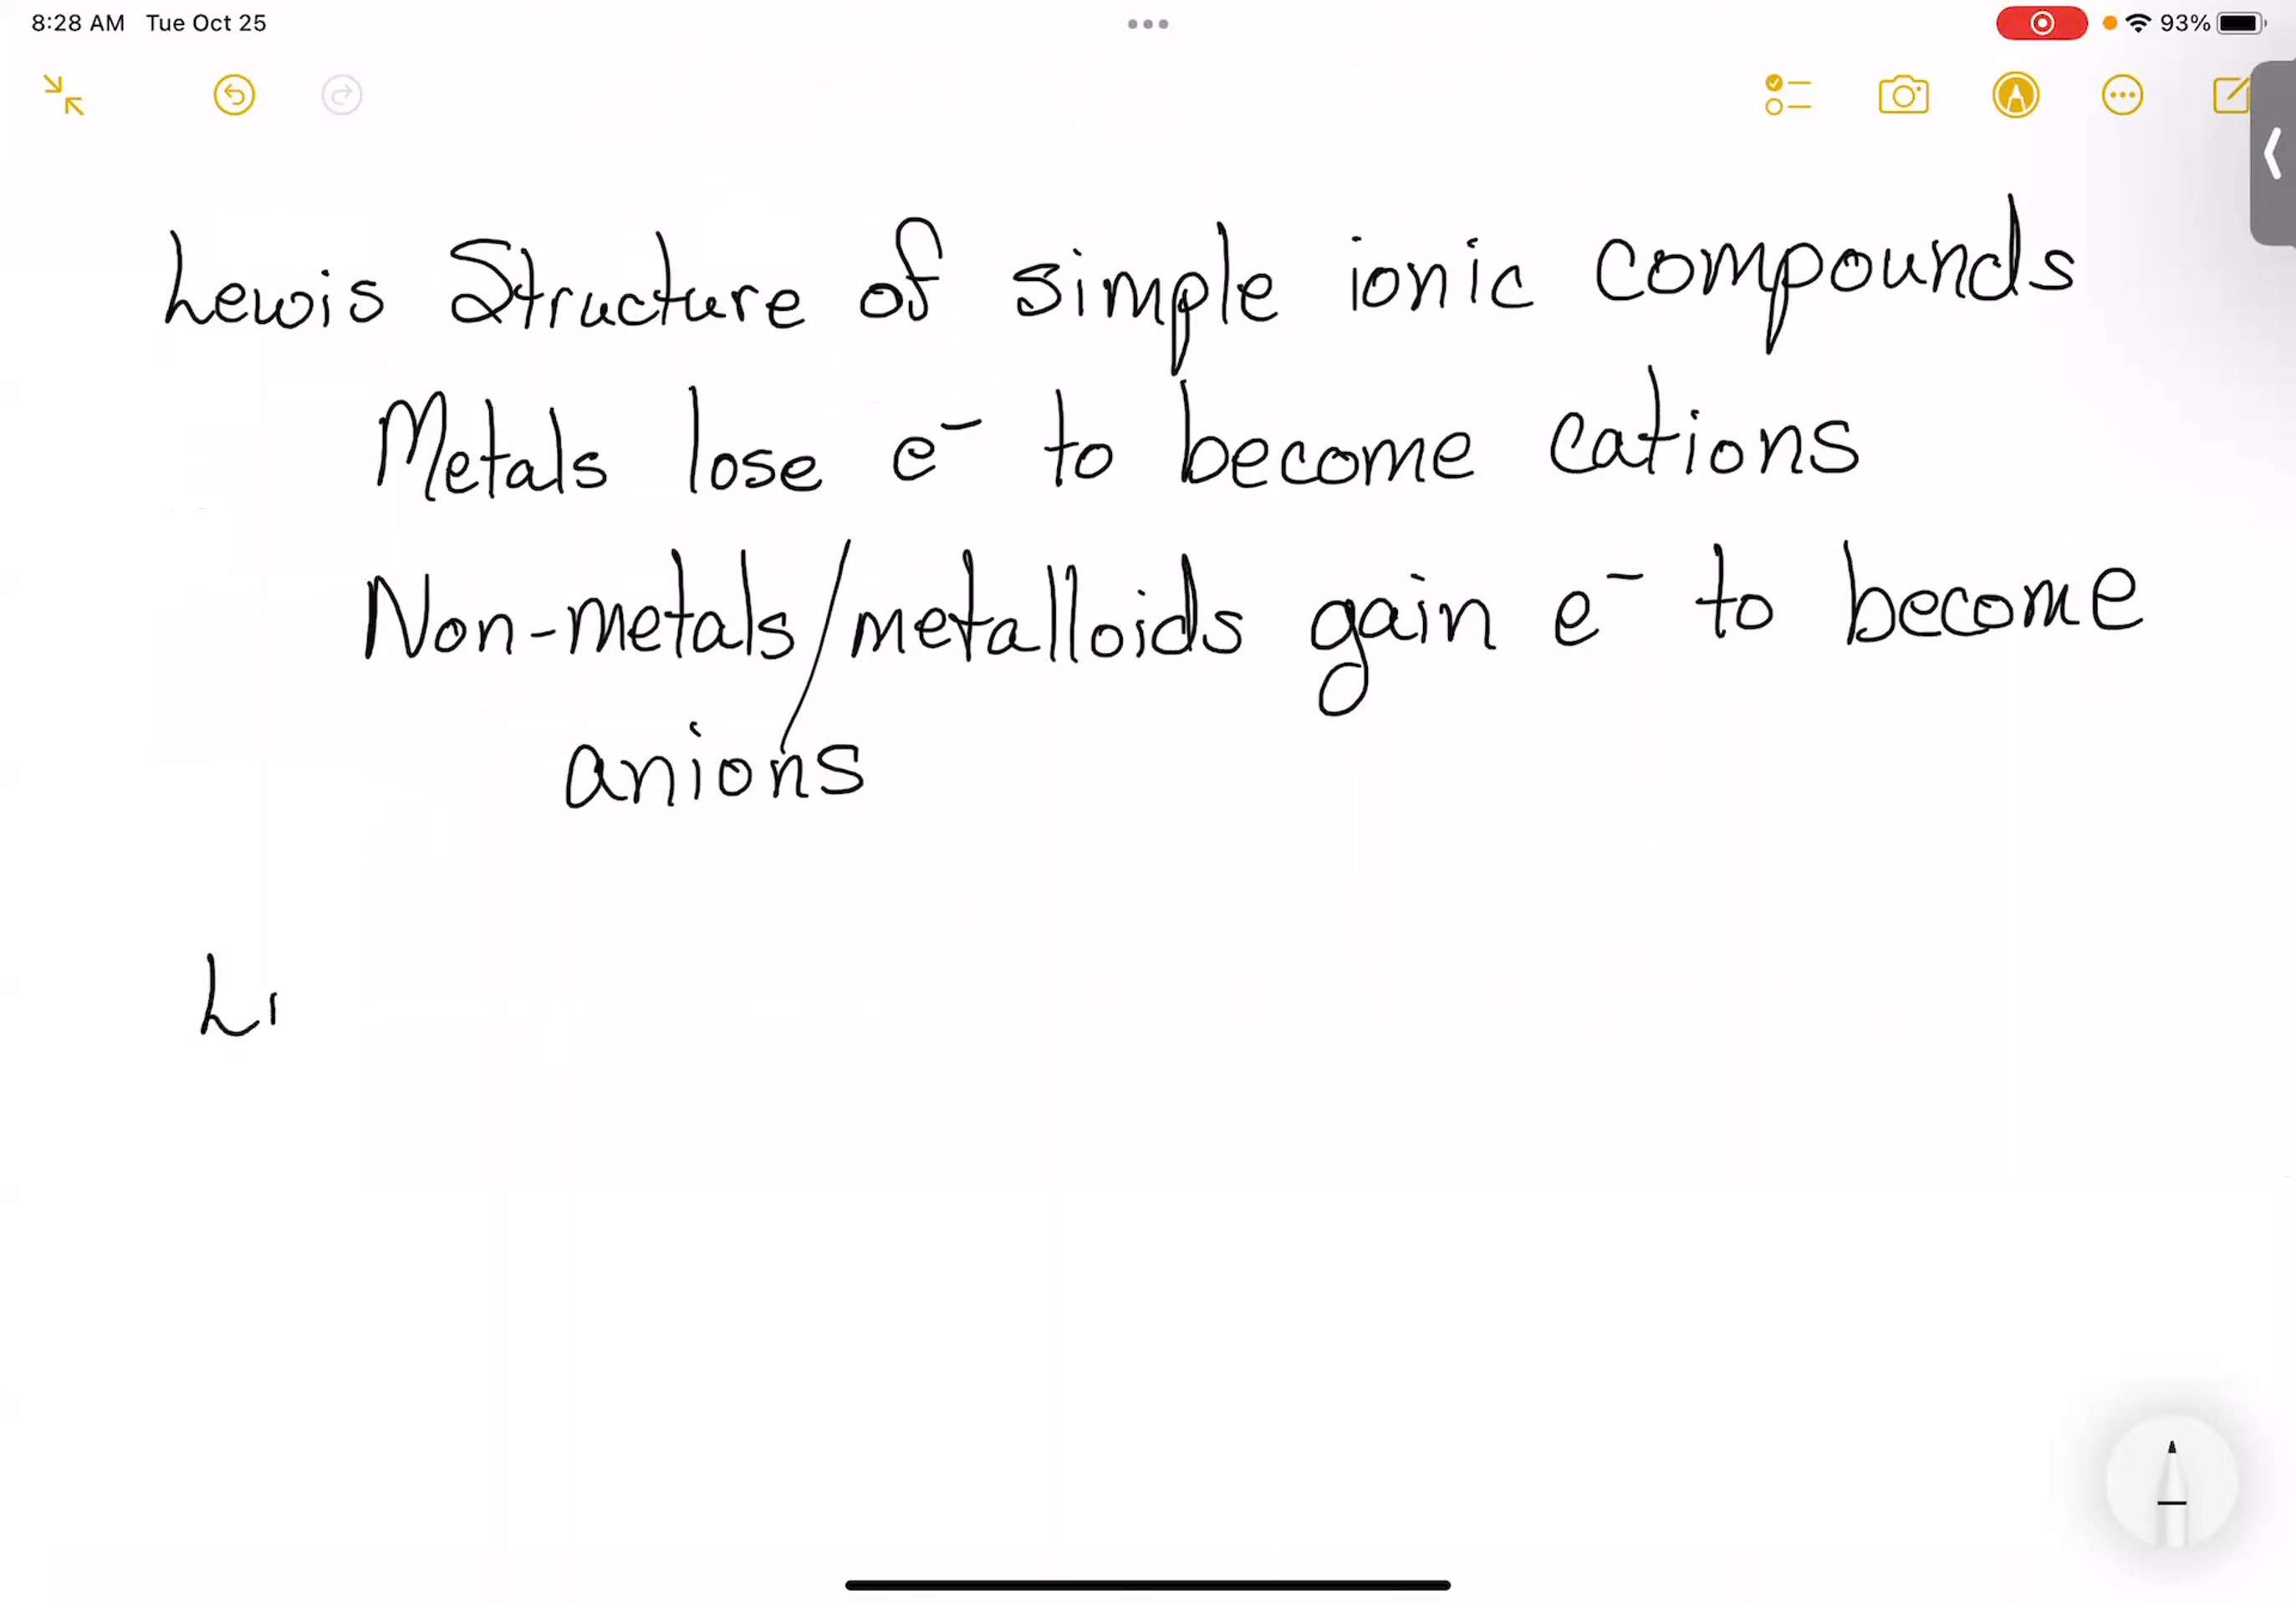 8:28 AM Tue Oct 25 93%
Lewis Structure of simple ionic compounds
Metals lose e⁻ to become cations
Non-metals/metalloids gain e⁻ to become
anions
Lı